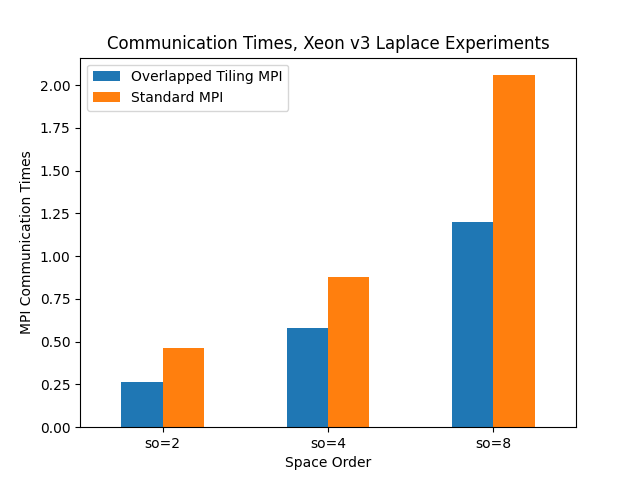 Communication Times, Xeon v3 Laplace Experiments
Overlapped Tiling MPI
Standard MPI
MPI Communication Times
2.00
1.75
1.50
1.25
1.00
0.75
0.50
0.25
0.00
so=2
so=4
so=8
Space Order